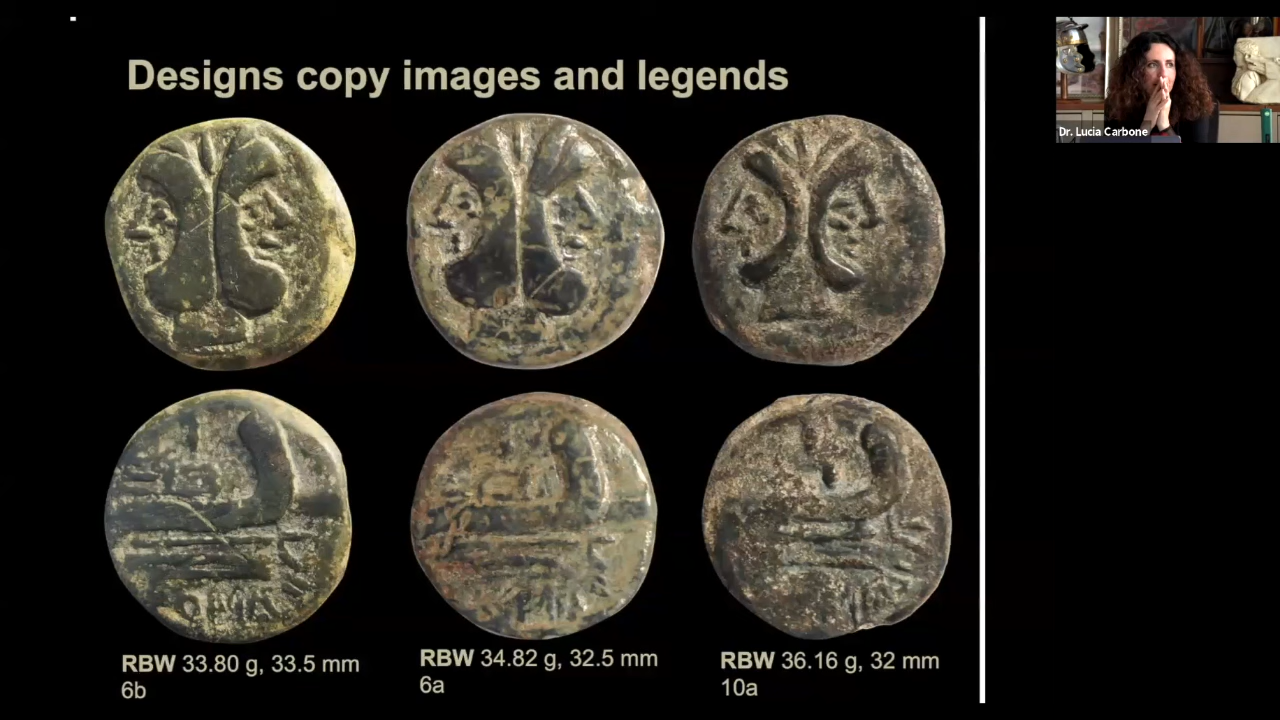 Designs copy images and legends
Dr. Lucia Carbone
RBW 33.80 g, 33.5 mm
6b
RBW 34.82 g, 32.5 mm
6a
RBW 36.16 g, 32 mm
10a